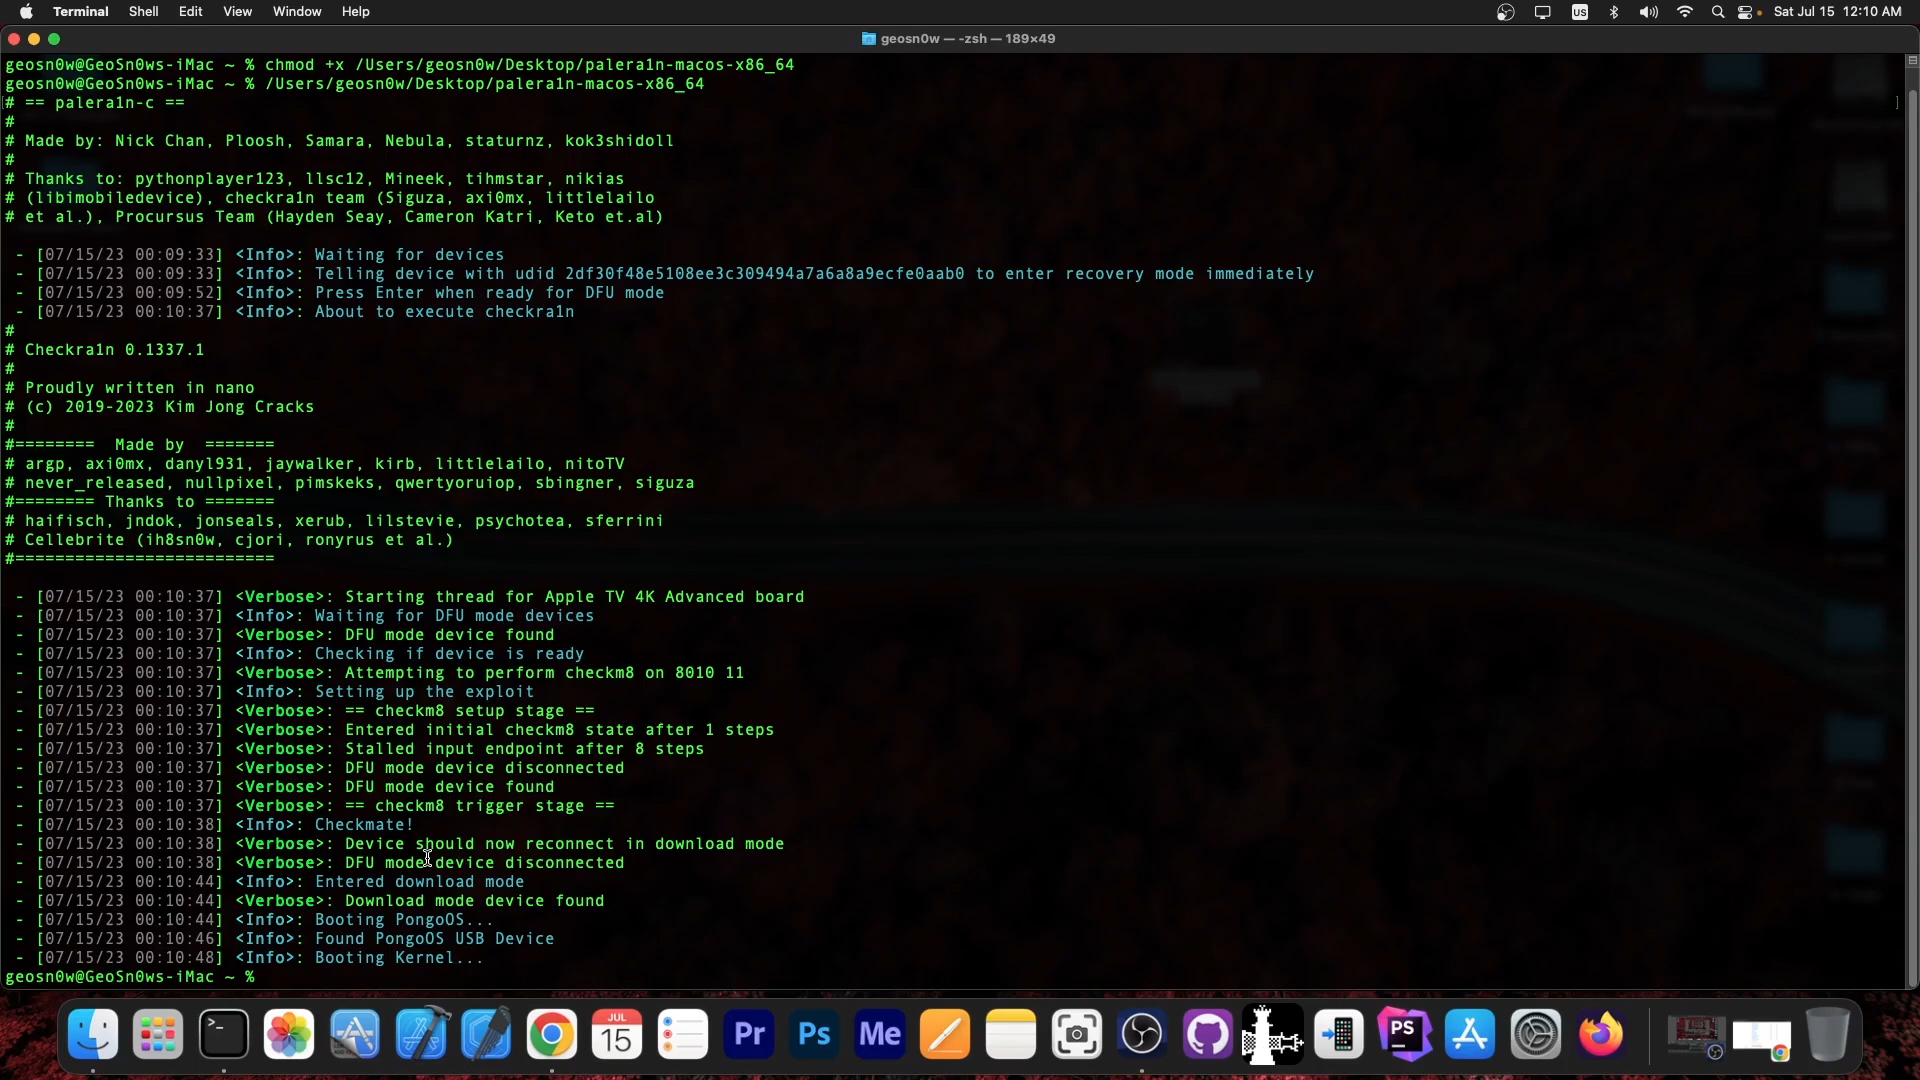 Terminal Shell Edit View Window Help US Sat Jul 15 12:10 AM
geosn0w — -zsh — 189×49
geosn0w@GeoSn0ws-iMac ~ % chmod +x /Users/geosn0w/Desktop/palera1n-macos-x86_64
geosn0w@GeoSn0ws-iMac ~ % /Users/geosn0w/Desktop/palera1n-macos-x86_64
# == palera1n-c ==
#
# Made by: Nick Chan, Ploosh, Samara, Nebula, staturnz, kok3shidoll
#
# Thanks to: pythonplayer123, llsc12, Mineek, tihmstar, nikias
# (libimobiledevice), checkra1n team (Siguza, axi0mx, littlelailo
# et al.), Procursus Team (Hayden Seay, Cameron Katri, Keto et.al)
- [07/15/23 00:09:33] <Info>: Waiting for devices
- [07/15/23 00:09:33] <Info>: Telling device with udid 2df30f48e5108ee3c309494a7a6a8a9ecfe0aab0 to enter recovery mode immediately
- [07/15/23 00:09:52] <Info>: Press Enter when ready for DFU mode
- [07/15/23 00:10:37] <Info>: About to execute checkra1n
#
# Checkra1n 0.1337.1
#
# Proudly written in nano
# (c) 2019-2023 Kim Jong Cracks
#
#======== Made by =======
# argp, axi0mx, danyl931, jaywalker, kirb, littlelailo, nitoTV
# never_released, nullpixel, pimskeks, qwertyoruiop, sbingner, siguza
#======== Thanks to =======
# haifisch, jndok, jonseals, xerub, lilstevie, psychotea, sferrini
# Cellebrite (ih8sn0w, cjori, ronyrus et al.)
#==========================
- [07/15/23 00:10:37] <Verbose>: Starting thread for Apple TV 4K Advanced board
- [07/15/23 00:10:37] <Info>: Waiting for DFU mode devices
- [07/15/23 00:10:37] <Verbose>: DFU mode device found
- [07/15/23 00:10:37] <Info>: Checking if device is ready
- [07/15/23 00:10:37] <Verbose>: Attempting to perform checkm8 on 8010 11
- [07/15/23 00:10:37] <Info>: Setting up the exploit
- [07/15/23 00:10:37] <Verbose>: == checkm8 setup stage ==
- [07/15/23 00:10:37] <Verbose>: Entered initial checkm8 state after 1 steps
- [07/15/23 00:10:37] <Verbose>: Stalled input endpoint after 8 steps
- [07/15/23 00:10:37] <Verbose>: DFU mode device disconnected
- [07/15/23 00:10:37] <Verbose>: DFU mode device found
- [07/15/23 00:10:37] <Verbose>: == checkm8 trigger stage ==
- [07/15/23 00:10:38] <Info>: Checkmate!
- [07/15/23 00:10:38] <Verbose>: Device should now reconnect in download mode
- [07/15/23 00:10:38] <Verbose>: DFU mode device disconnected
- [07/15/23 00:10:44] <Info>: Entered download mode
- [07/15/23 00:10:44] <Verbose>: Download mode device found
- [07/15/23 00:10:44] <Info>: Booting PongoOS...
- [07/15/23 00:10:46] <Info>: Found PongoOS USB Device
- [07/15/23 00:10:48] <Info>: Booting Kernel...
geosn0w@GeoSn0ws-iMac ~ %
JUL
15 Pr Ps Me PS